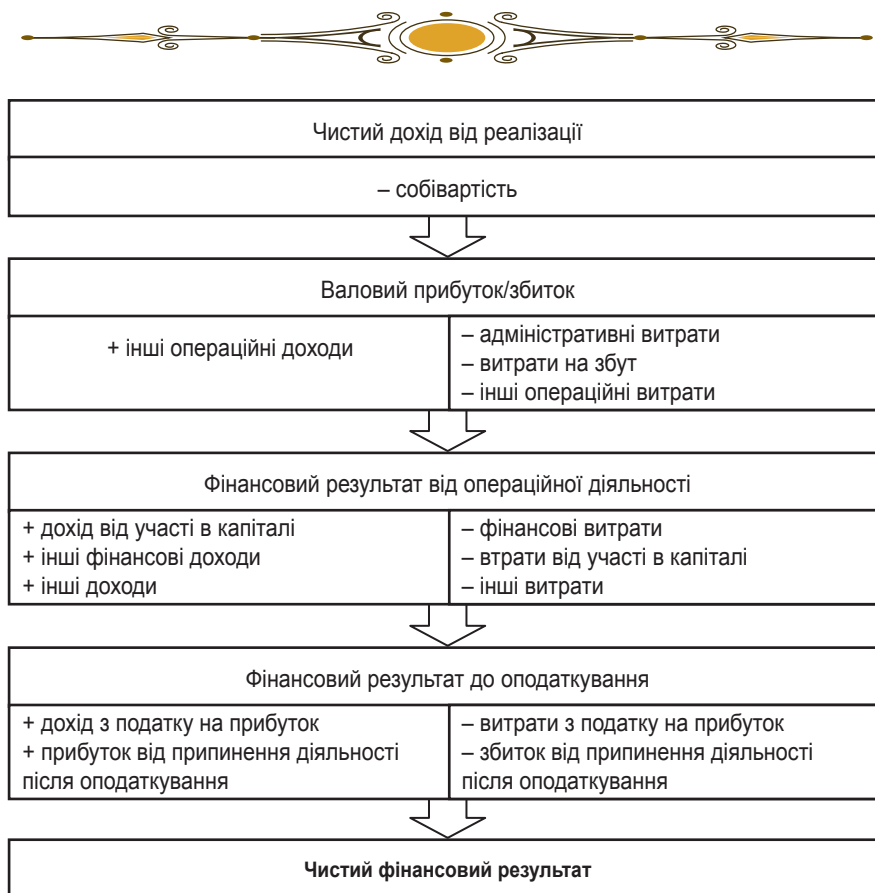 Чистий дохід від реалізації
– собівартість
Валовий прибуток/збиток
+ інші операційні доходи
– адміністративні витрати
– витрати на збут
– інші операційні витрати
Фінансовий результат від операційної діяльності
+ дохід від участі в капіталі
+ інші фінансові доходи
+ інші доходи
– фінансові витрати
– втрати від участі в капіталі
– інші витрати
Фінансовий результат до оподаткування
+ дохід з податку на прибуток
+ прибуток від припинення діяльності
після оподаткування
– витрати з податку на прибуток
– збиток від припинення діяльності
після оподаткування
Чистий фінансовий результат